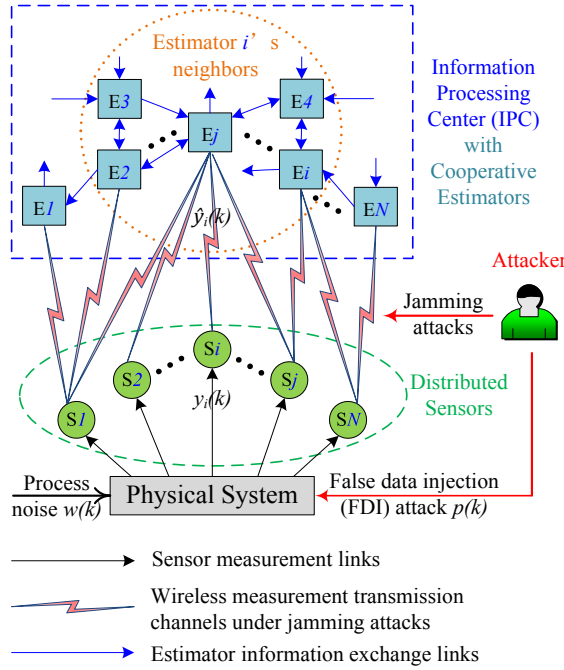 Estimator i's
neighbors
Information
Processing
Center (IPC)
with
Cooperative
Estimators
E3
E4
Ej
E2
Ei
E1
EN
ŷi(k)
Attacker
Jamming
attacks
Si
S2
Sj
S1
SN
yi(k)
Distributed
Sensors
Process
noise w(k)
Physical System
False data injection
(FDI) attack p(k)
Sensor measurement links
Wireless measurement transmission
channels under jamming attacks
Estimator information exchange links